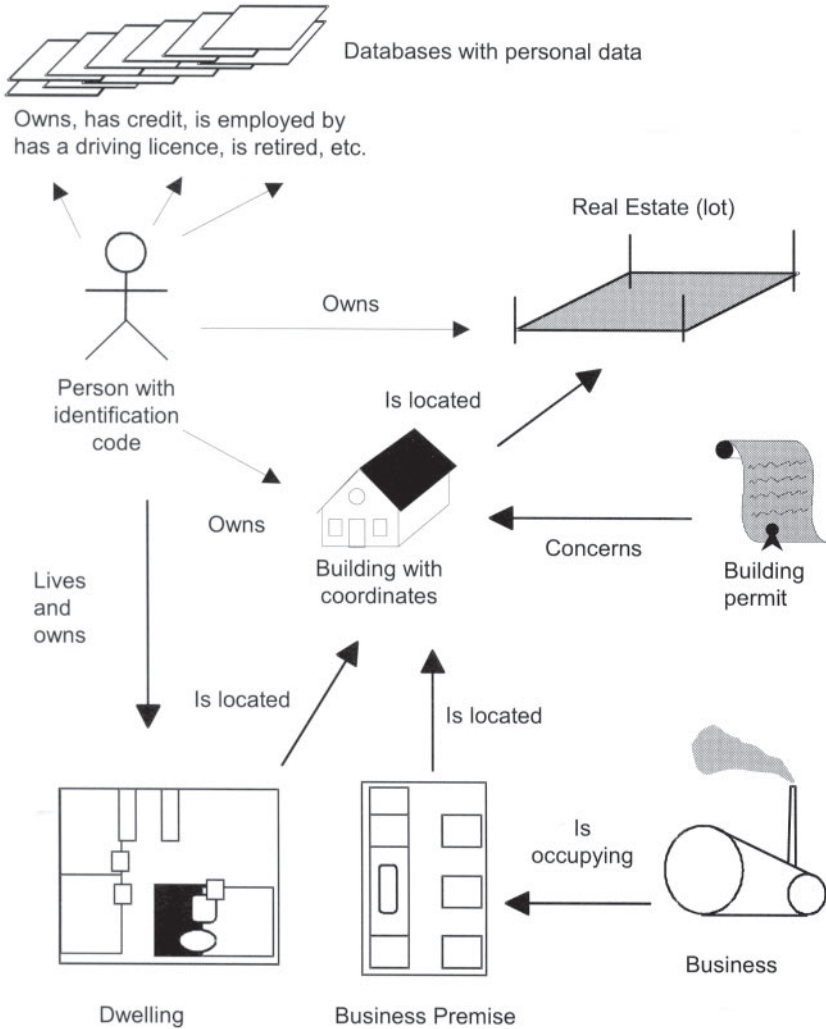 Databases with personal data
Owns, has credit, is employed by
has a driving licence, is retired, etc.
Real Estate (lot)
Owns
Person with
identification
code
Is located
Owns
Building with
coordinates
Concerns
Building
permit
Lives
and
owns
Is located
Is located
Is
occupying
Business
Dwelling
Business Premise